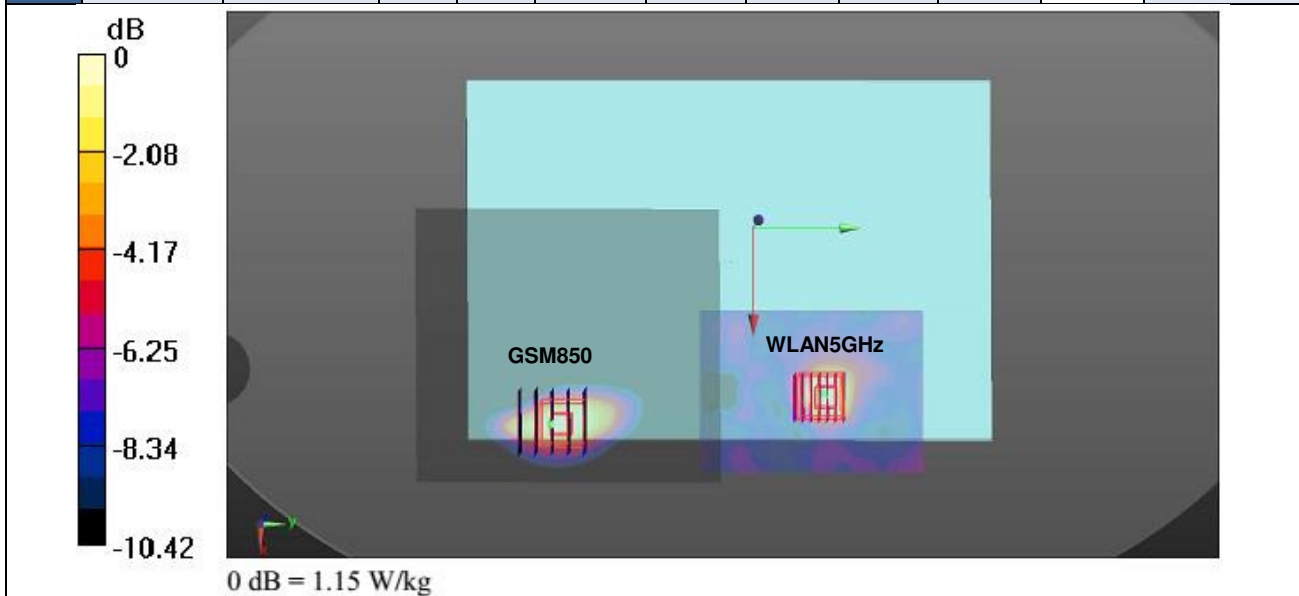 dB
0
-2.08
-4.17
-6.25
-8.34
-10.42
GSM850
WLAN5GHz
y
0 dB = 1.15 W/kg